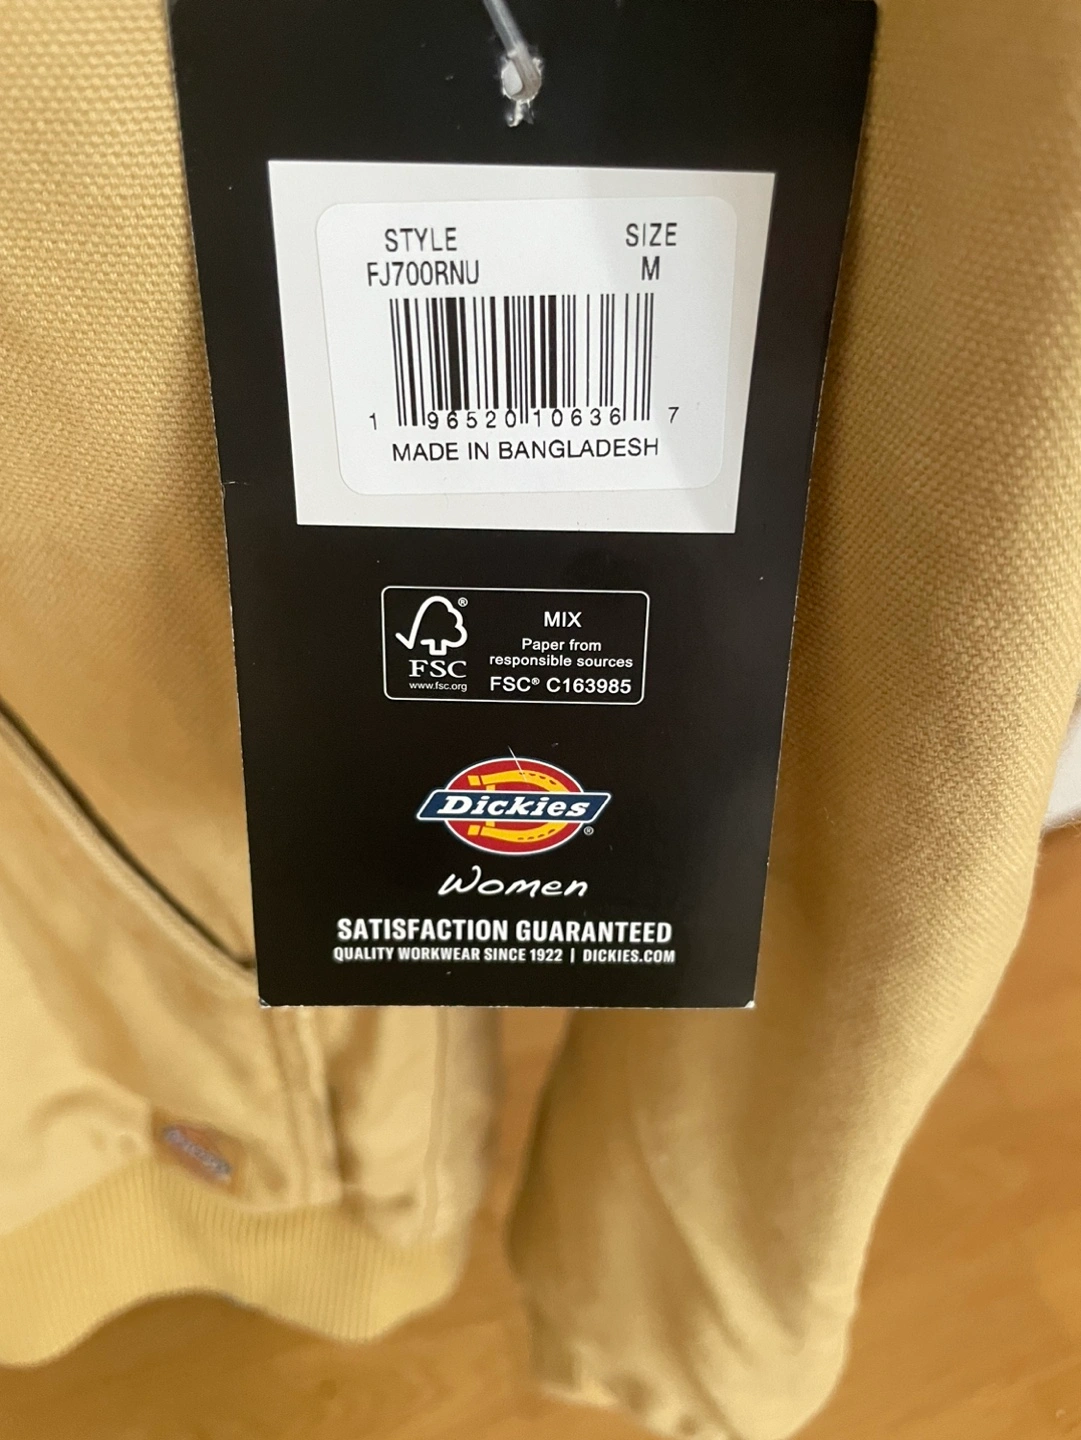 STYLE SIZE
FJ700RNU M
1 96520 10636 7
MADE IN BANGLADESH
MIX
Paper from
responsible sources
FSC® C163985
FSC
www.fsc.org
Dickies®
Women
SATISFACTION GUARANTEED
QUALITY WORKWEAR SINCE 1922 | DICKIES.COM
Dickies